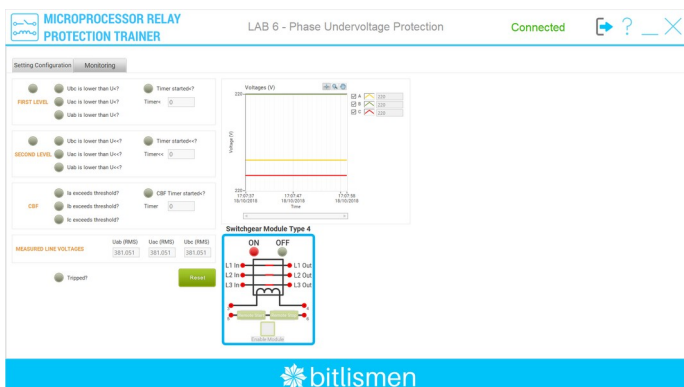 MICROPROCESSOR RELAY
PROTECTION TRAINER
LAB 6 - Phase Undervoltage Protection
Connected
Setting Configuration
Monitoring
Ubc is lower than U<?
Timer started<?
FIRST LEVEL
Uac is lower than U<?
Timer<
0
Uab is lower than U<?
Ubc is lower than U<<?
Timer started<<?
SECOND LEVEL
Uac is lower than U<<?
Timer<<
0
Uab is lower than U<<?
Ia exceeds threshold?
CBF Timer started<?
CBF
Ib exceeds threshold?
Timer
0
Ic exceeds threshold?
Uab (RMS) Uac (RMS) Ubc (RMS)
MEASURED LINE VOLTAGES
381.051 381.051 381.051
Tripped?
Reset
Voltages (V)
220
Voltage (V)
220
17:07:47
18/10/2018
18/10/2018
18/10/2018
Time
A 220
B 220
C 220
Switchgear Module Type 4
ON OFF
L1 In L1 Out
L2 In L2 Out
L3 In L3 Out
Enable Module
bitlismen